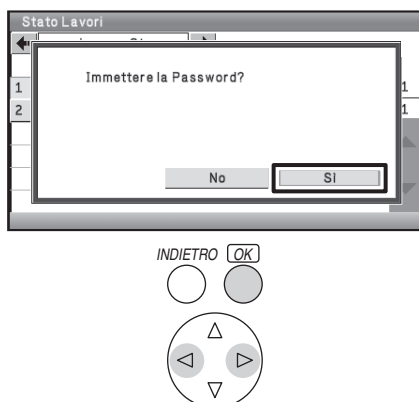 Stato Lavori
Immettere la Password?
1 1
2 1
No Sì
INDIETRO OK